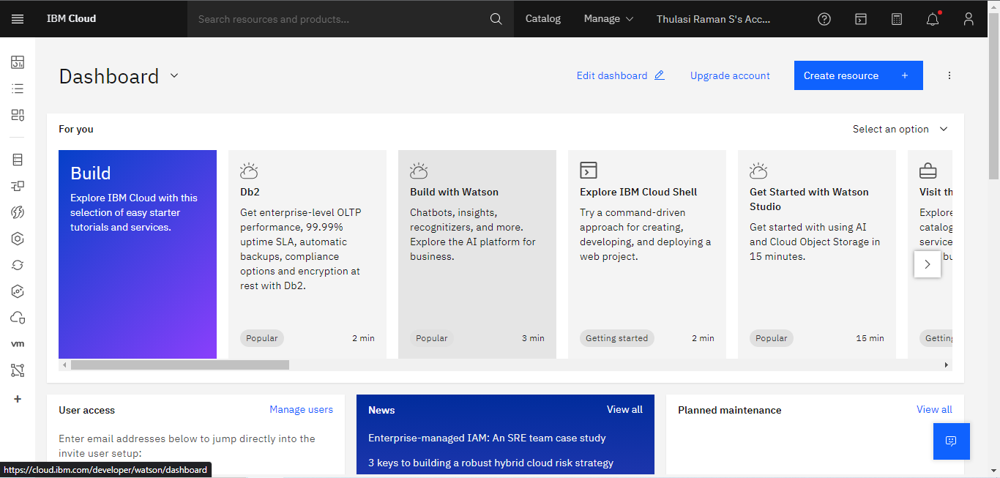 IBM Cloud
Search resources and products...
Catalog
Manage
Thulasi Raman S's Acc...
Dashboard
Edit dashboard
Upgrade account
Create resource +
For you
Select an option
Build
Explore IBM Cloud with this
selection of easy starter
tutorials and services.
Db2
Get enterprise-level OLTP
performance, 99.99%
uptime SLA, automatic
backups, compliance
options and encryption at
rest with Db2.
Popular
2 min
Build with Watson
Chatbots, insights,
recognizers, and more.
Explore the AI platform for
business.
Popular
3 min
Explore IBM Cloud Shell
Try a command-driven
approach for creating,
developing, and deploying a
web project.
Getting started
2 min
Get Started with Watson
Studio
Get started with using AI
and Cloud Object Storage in
15 minutes.
Popular
15 min
Visit th
Explore
catalog
service
bu
Getting
vm
User access
Manage users
Enter email addresses below to jump directly into the
invite user setup:
News
View all
Enterprise-managed IAM: An SRE team case study
3 keys to building a robust hybrid cloud risk strategy
Planned maintenance
View all
https://cloud.ibm.com/developer/watson/dashboard